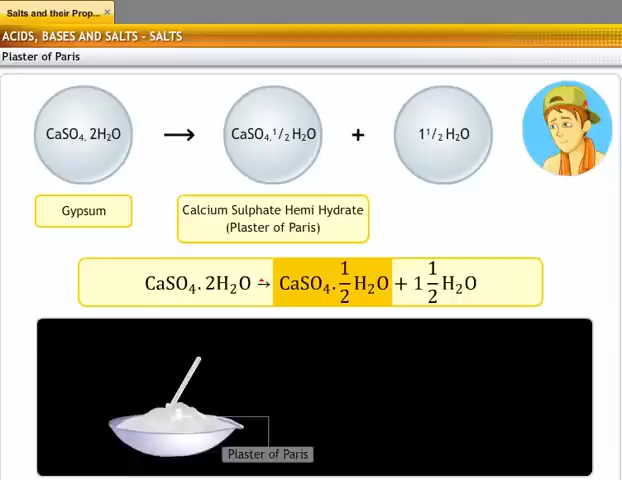 Salts and their Prop... ×
ACIDS, BASES AND SALTS - SALTS
Plaster of Paris
CaSO₄. 2H₂O → CaSO₄.¹/₂ H₂O + 1¹/₂ H₂O
Gypsum
Calcium Sulphate Hemi Hydrate
(Plaster of Paris)
CaSO₄. 2H₂O → CaSO₄. 1/2 H₂O + 1 1/2 H₂O
Plaster of Paris